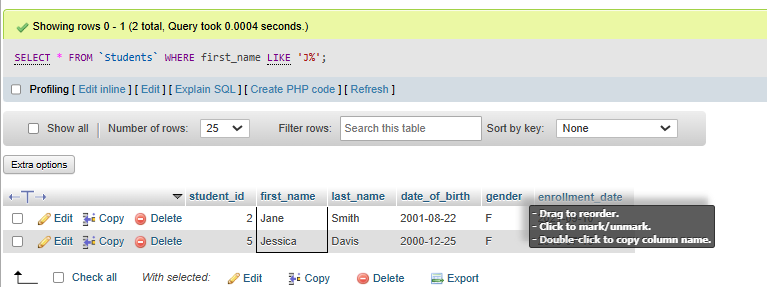 Showing rows 0 - 1 (2 total, Query took 0.0004 seconds.)
SELECT * FROM `Students` WHERE first_name LIKE 'J%';
Profiling [ Edit inline ] [ Edit ] [ Explain SQL ] [ Create PHP code ] [ Refresh ]
Show all Number of rows: 25 Filter rows: Search this table Sort by key: None
Extra options
student_id first_name last_name date_of_birth gender enrollment_date
Edit Copy Delete 2 Jane Smith 2001-08-22 F
Edit Copy Delete 5 Jessica Davis 2000-12-25 F
- Drag to reorder.
- Click to mark/unmark.
- Double-click to copy column name.
Check all With selected: Edit Copy Delete Export